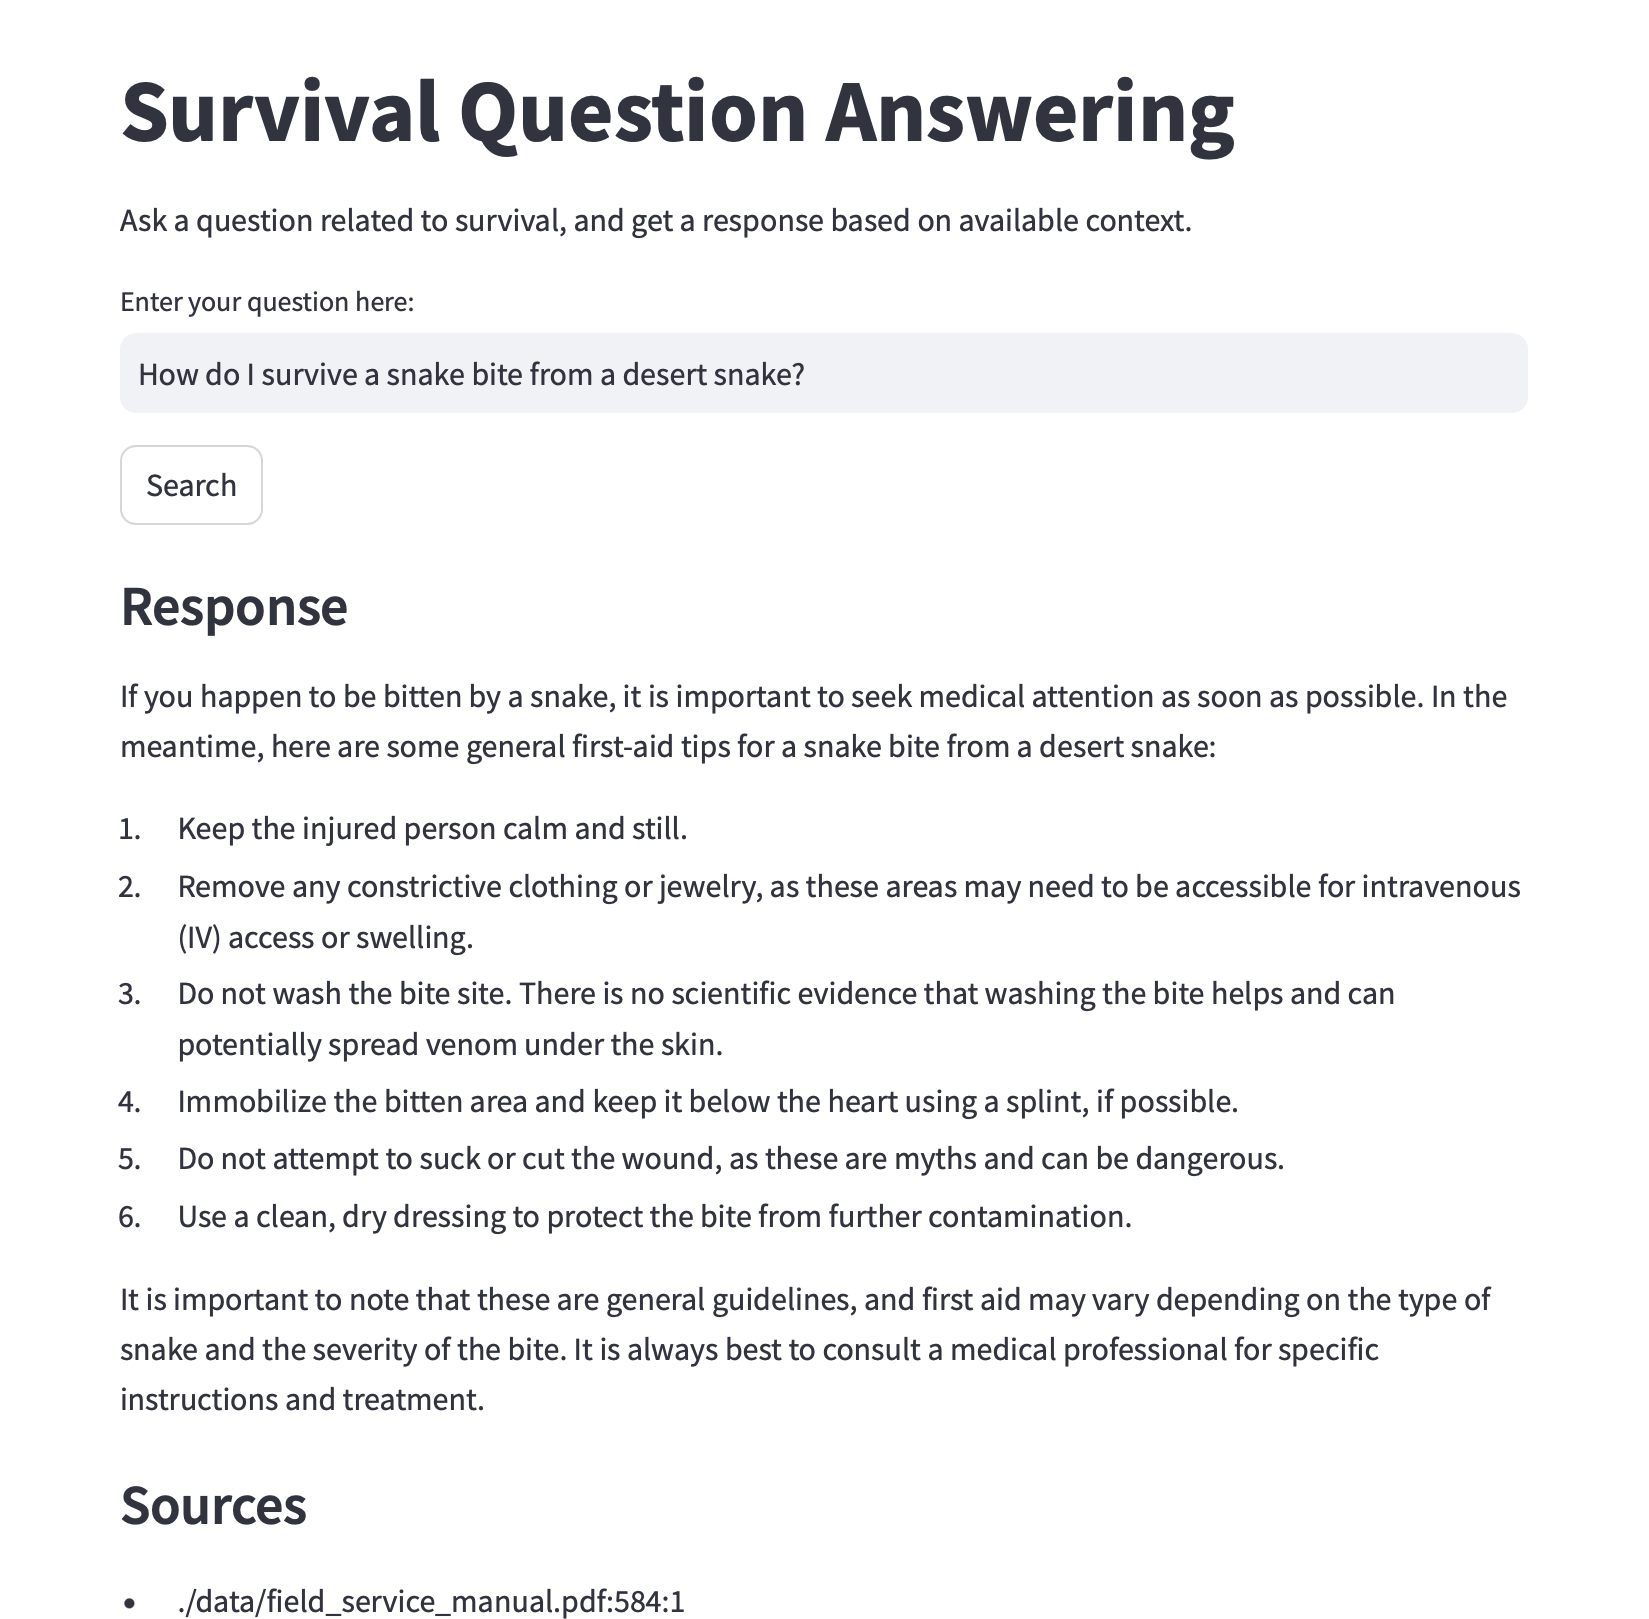 Survival Question Answering
Ask a question related to survival, and get a response based on available context.
Enter your question here:
How do I survive a snake bite from a desert snake?
Search
Response
If you happen to be bitten by a snake, it is important to seek medical attention as soon as possible. In the
meantime, here are some general first-aid tips for a snake bite from a desert snake:
1. Keep the injured person calm and still.
2. Remove any constrictive clothing or jewelry, as these areas may need to be accessible for intravenous
(IV) access or swelling.
3. Do not wash the bite site. There is no scientific evidence that washing the bite helps and can
potentially spread venom under the skin.
4. Immobilize the bitten area and keep it below the heart using a splint, if possible.
5. Do not attempt to suck or cut the wound, as these are myths and can be dangerous.
6. Use a clean, dry dressing to protect the bite from further contamination.
It is important to note that these are general guidelines, and first aid may vary depending on the type of
snake and the severity of the bite. It is always best to consult a medical professional for specific
instructions and treatment.
Sources
• ./data/field_service_manual.pdf:584:1